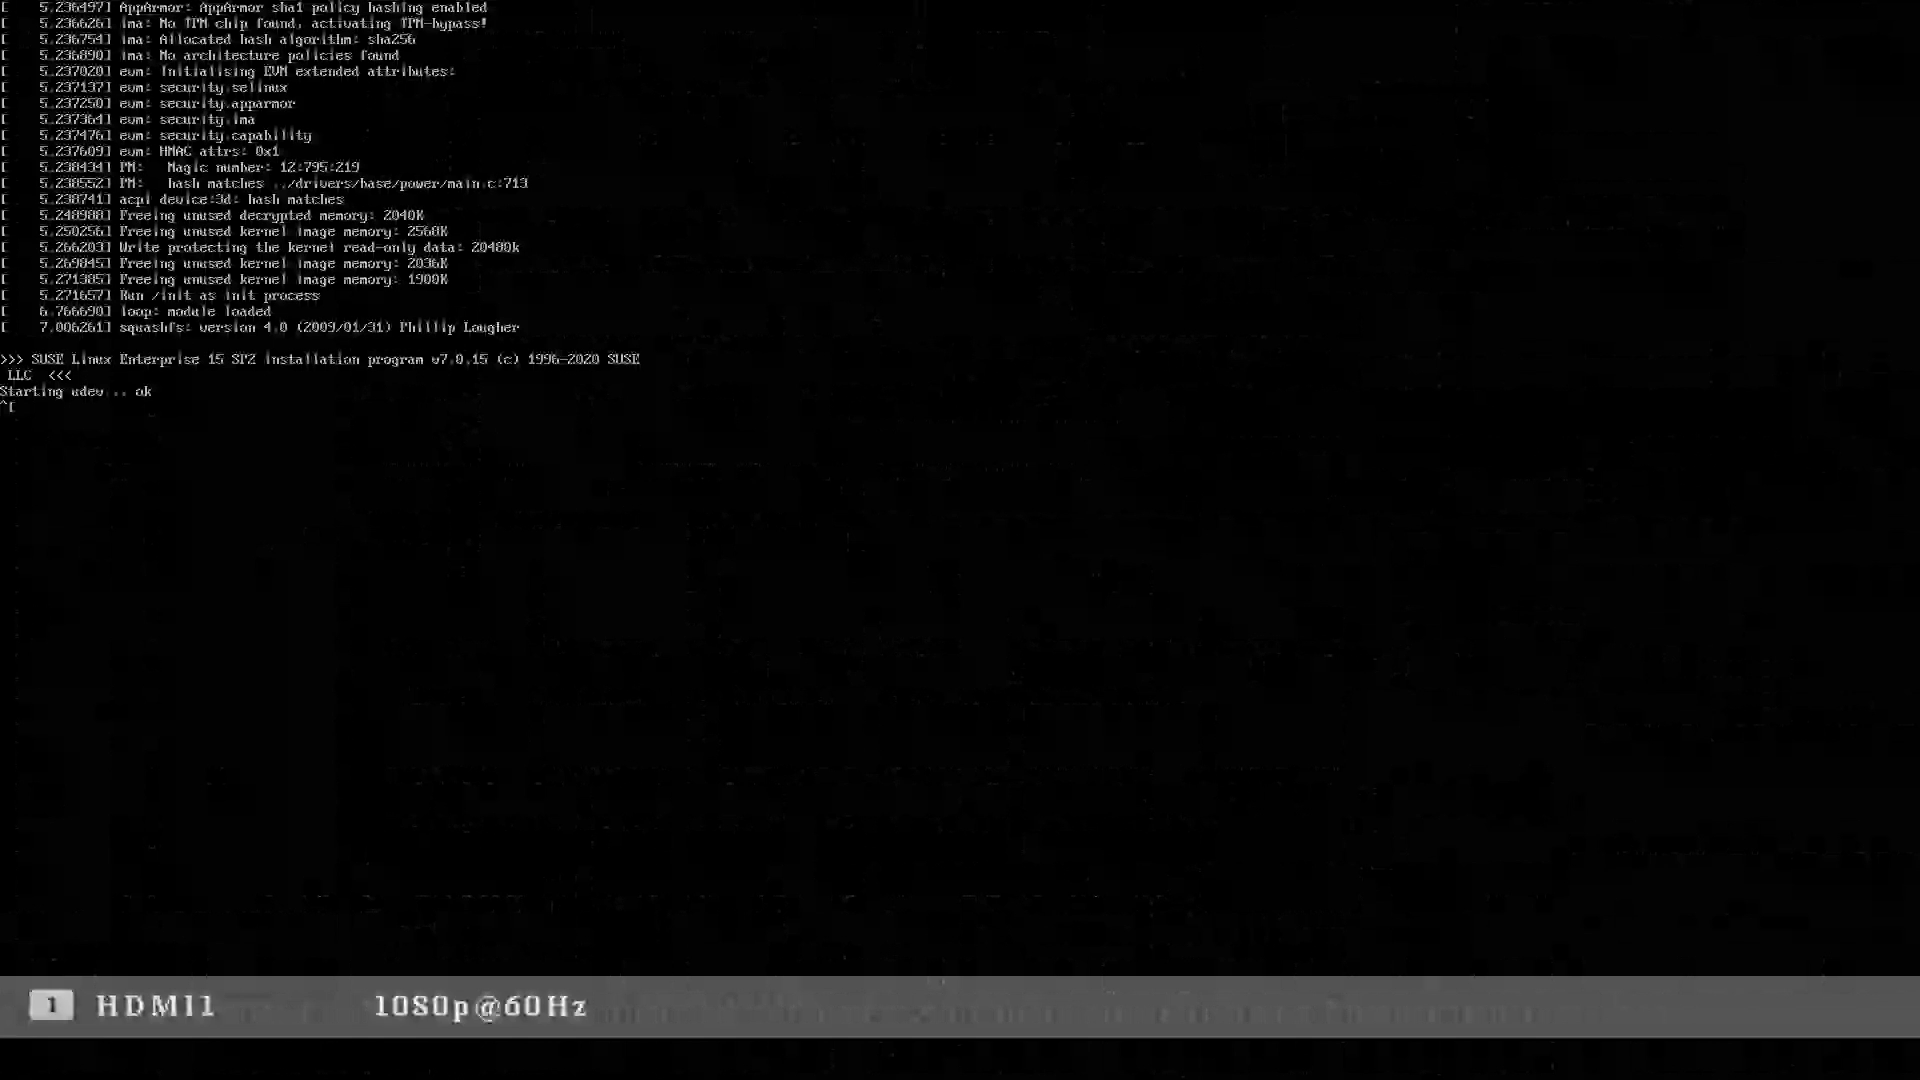 [    5.236497] AppArmor: AppArmor sha1 policy hashing enabled
[    5.236626] ima: No TPM chip found, activating TPM-bypass!
[    5.236754] ima: Allocated hash algorithm: sha256
[    5.236890] ima: No architecture policies found
[    5.237020] evm: Initialising EVM extended attributes:
[    5.237137] evm: security.selinux
[    5.237250] evm: security.apparmor
[    5.237364] evm: security.ima
[    5.237476] evm: security.capability
[    5.237609] evm: HMAC attrs: 0x1
[    5.238434] PM:   Magic number: 12:795:219
[    5.238552] PM:   hash matches ../drivers/base/power/main.c:713
[    5.238741] acpi device:3d: hash matches
[    5.248988] Freeing unused decrypted memory: 2040K
[    5.250256] Freeing unused kernel image memory: 2568K
[    5.266203] Write protecting the kernel read-only data: 20480k
[    5.269845] Freeing unused kernel image memory: 2036K
[    5.271385] Freeing unused kernel image memory: 1900K
[    5.271657] Run /init as init process
[    6.766690] loop: module loaded
[    7.006261] squashfs: version 4.0 (2009/01/31) Phillip Lougher
>>> SUSE Linux Enterprise 15 SP2 installation program v7.0.15 (c) 1996-2020 SUSE
LLC  <<<
Starting udev ... ok
^[
1 HDMI1 1080p@60Hz